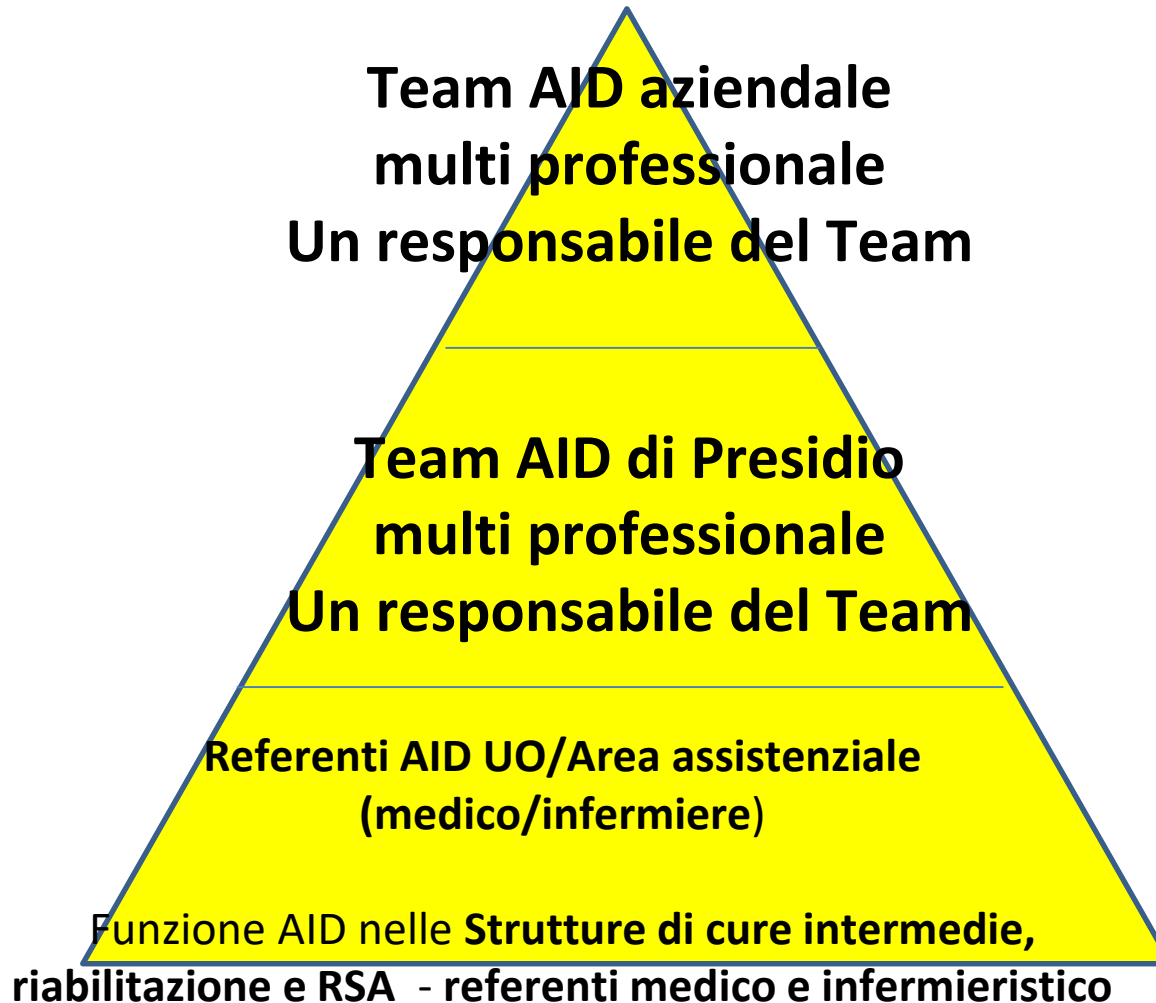 Team AID aziendale
multi professionale
Un responsabile del Team
Team AID di Presidio
multi professionale
Un responsabile del Team
Referenti AID UO/Area assistenziale
(medico/infermiere)
Funzione AID nelle Strutture di cure intermedie,
riabilitazione e RSA - referenti medico e infermieristico